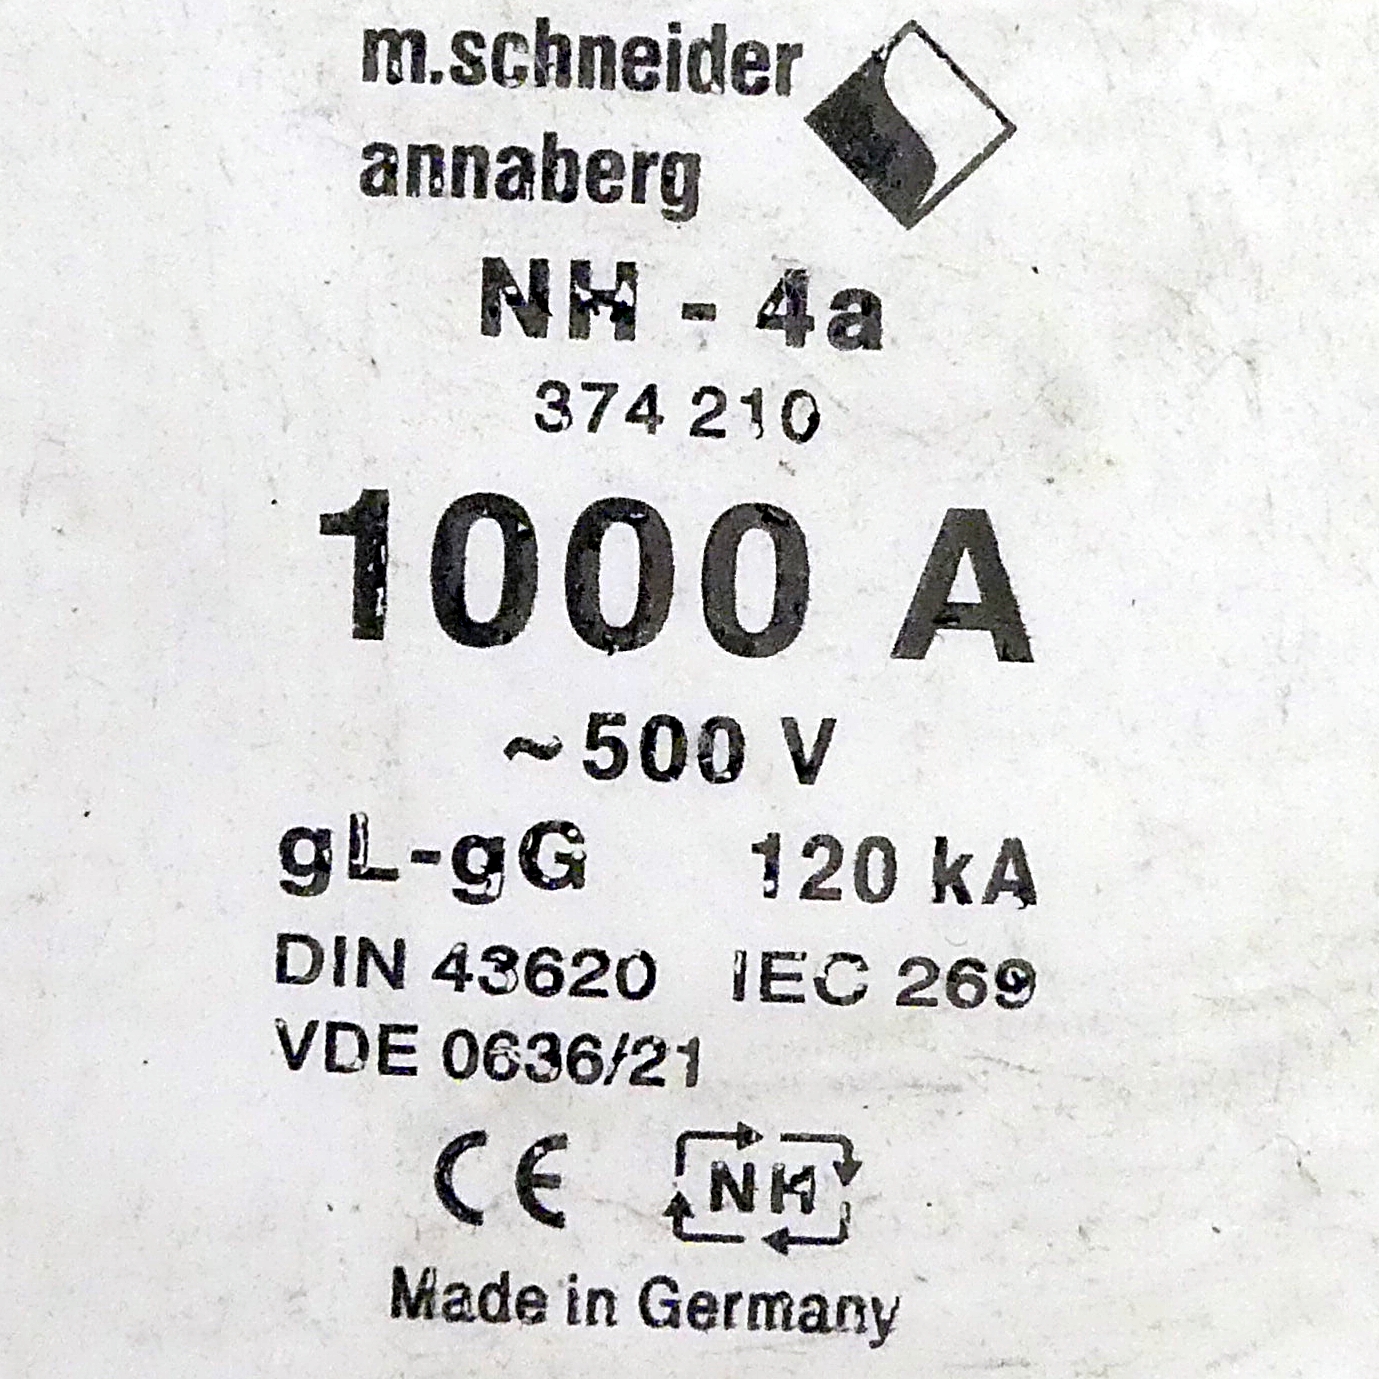 m.schneider
annaberg
NH - 4a
374 210
1000 A
~500 V
gL-gG 120 kA
DIN 43620 IEC 269
VDE 0636/21
CE NH
Made in Germany